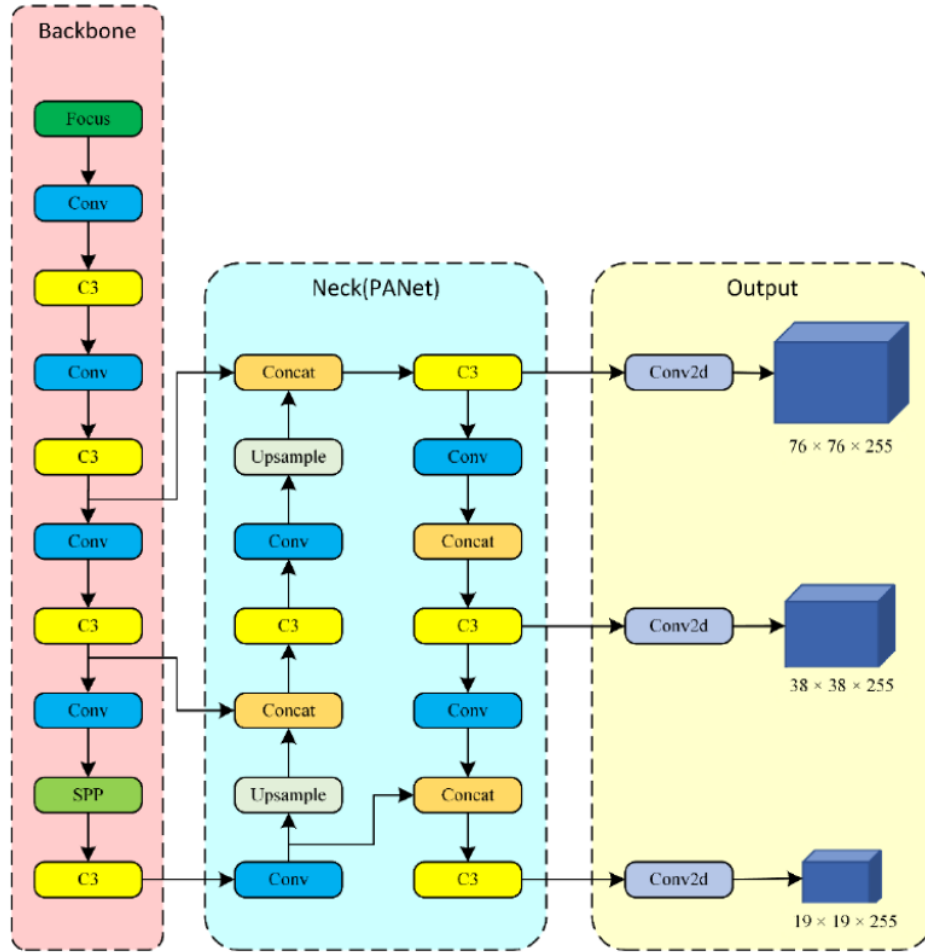 Backbone
Focus
Conv
C3
Conv
C3
Conv
C3
Conv
SPP
C3
Neck(PANet)
Concat
Upsample
Conv
C3
Concat
Upsample
Conv
C3
Conv
Concat
C3
Conv
Concat
C3
Output
Conv2d
76 × 76 × 255
Conv2d
38 × 38 × 255
Conv2d
19 × 19 × 255